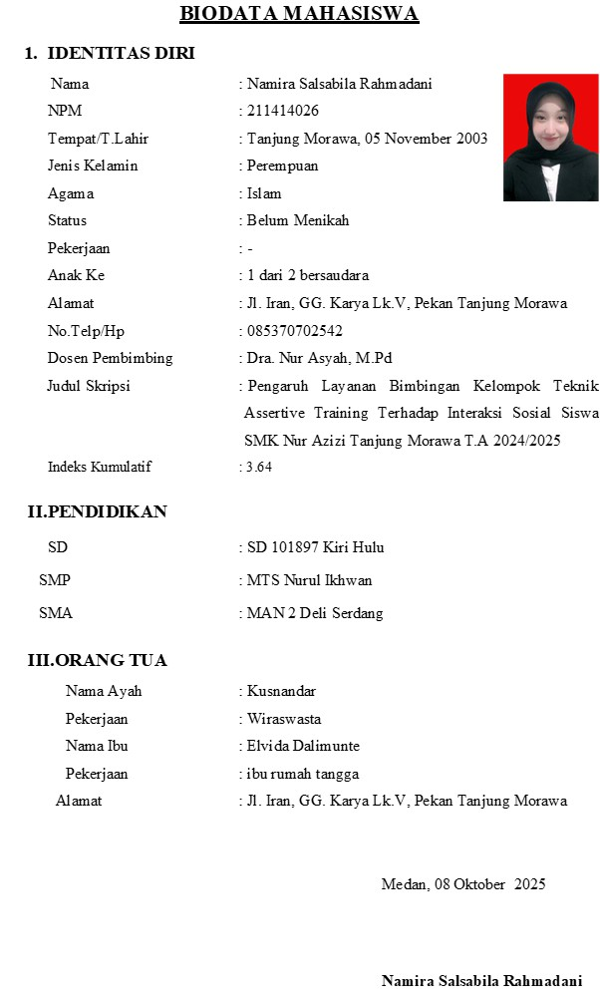 BIODATA MAHASISWA
1. IDENTITAS DIRI
Nama : Namira Salsabila Rahmadani
NPM : 211414026
Tempat/T.Lahir : Tanjung Morawa, 05 November 2003
Jenis Kelamin : Perempuan
Agama : Islam
Status : Belum Menikah
Pekerjaan : -
Anak Ke : 1 dari 2 bersaudara
Alamat : Jl. Iran, GG. Karya Lk.V, Pekan Tanjung Morawa
No.Telp/Hp : 085370702542
Dosen Pembimbing : Dra. Nur Asyah, M.Pd
Judul Skripsi : Pengaruh Layanan Bimbingan Kelompok Teknik
Assertive Training Terhadap Interaksi Sosial Siswa
SMK Nur Azizi Tanjung Morawa T.A 2024/2025
Indeks Kumulatif : 3.64
II.PENDIDIKAN
SD : SD 101897 Kiri Hulu
SMP : MTS Nurul Ikhwan
SMA : MAN 2 Deli Serdang
III.ORANG TUA
Nama Ayah : Kusnandar
Pekerjaan : Wiraswasta
Nama Ibu : Elvida Dalimunte
Pekerjaan : ibu rumah tangga
Alamat : Jl. Iran, GG. Karya Lk.V, Pekan Tanjung Morawa
Medan, 08 Oktober 2025
Namira Salsabila Rahmadani